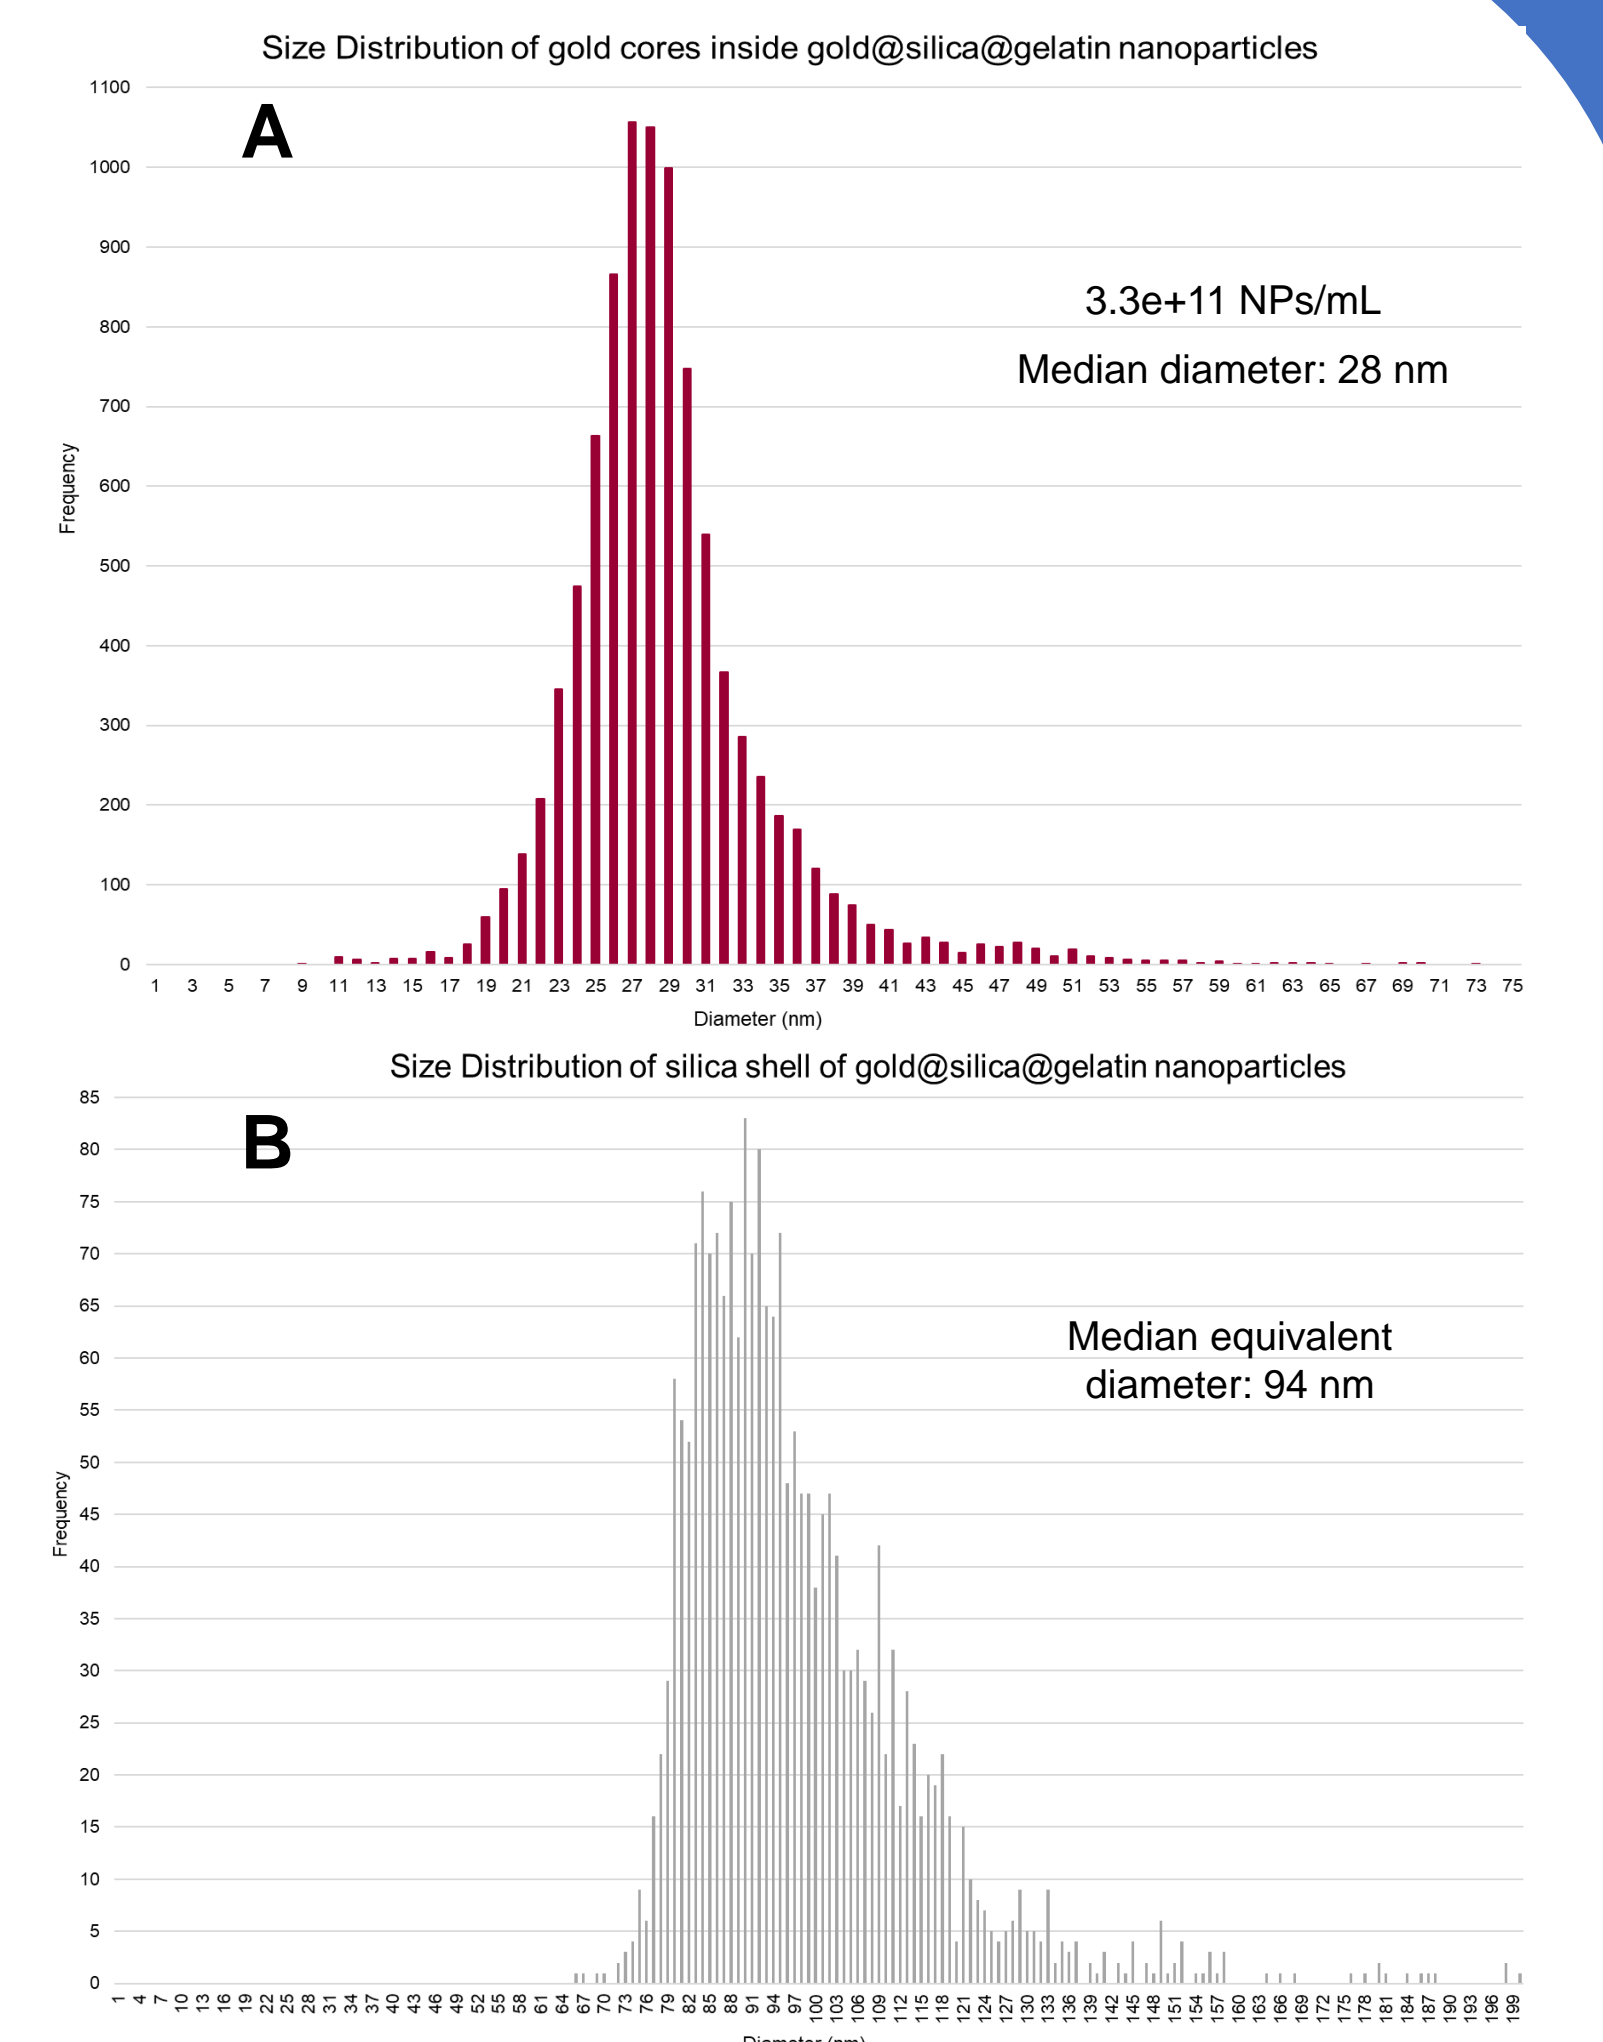 Size Distribution of gold cores inside gold@silica@gelatin nanoparticles
A
1100
1000
900
800
700
600
500
400
300
200
100
0
Frequency
3.3e+11 NPs/mL
Median diameter: 28 nm
1 3 5 7 9 11 13 15 17 19 21 23 25 27 29 31 33 35 37 39 41 43 45 47 49 51 53 55 57 59 61 63 65 67 69 71 73 75
Diameter (nm)
Size Distribution of silica shell of gold@silica@gelatin nanoparticles
B
85
80
75
70
65
60
55
50
45
40
35
30
25
20
15
10
5
0
Frequency
Median equivalent
diameter: 94 nm
1 4 7 10 13 16 19 22 25 28 31 34 37 40 43 46 49 52 55 58 61 64 67 70 73 76 79 82 85 88 91 94 97 100 103 106 109 112 115 118 121 124 127 130 133 136 139 142 145 148 151 154 157 160 163 166 169 172 175 178 181 184 187 190 193 196 199
Diameter (nm)